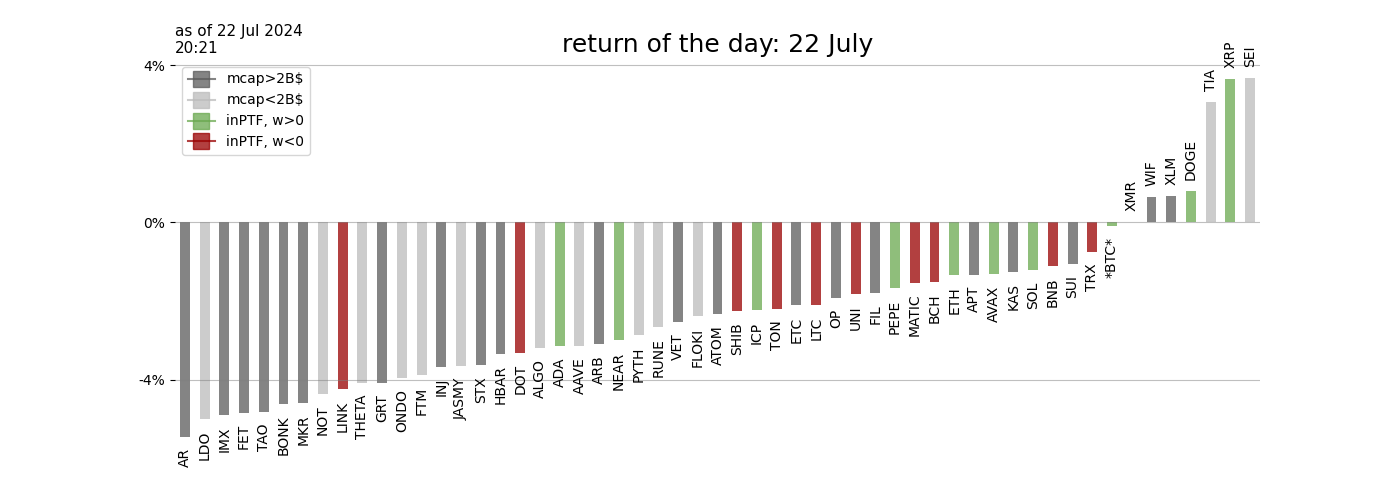 as of 22 Jul 2024
20:21
return of the day: 22 July
4%
0%
-4%
mcap>2B$
mcap<2B$
inPTF, w>0
inPTF, w<0
AR
LDO
IMX
FET
TAO
BONK
MKR
NOT
LINK
THETA
GRT
ONDO
FTM
INJ
JASMY
STX
HBAR
DOT
ALGO
ADA
AAVE
ARB
NEAR
PYTH
RUNE
VET
FLOKI
ATOM
SHIB
ICP
TON
ETC
LTC
OP
UNI
FIL
PEPE
MATIC
BCH
ETH
APT
AVAX
KAS
SOL
BNB
SUI
TRX
*BTC*
XMR
WIF
XLM
DOGE
TIA
XRP
SEI